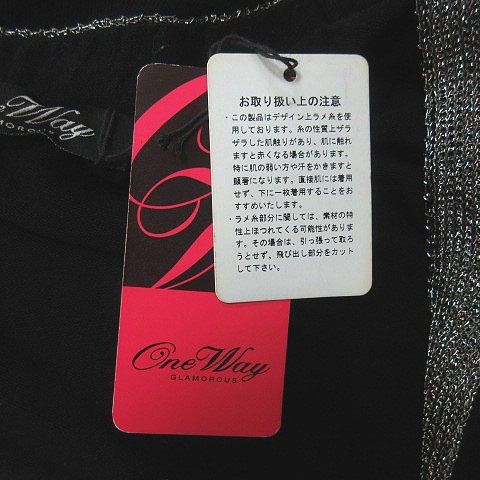 One Way
GLAMOROUS
お取り扱い上の注意
・この製品はデザイン上ラメ糸を使
用しております。糸の性質上ザラ
ザラした肌触りがあり、肌に触れ
ますと赤くなる場合があります。
特に肌の弱い方や汗をかきますと
顕著になります。直接肌には着用
せず、下に一枚着用することをお
すすめいたします。
・ラメ糸部分に関しては、素材の特
性上ほつれてくる可能性がありま
す。その場合は、引っ張って取ろ
うとせず、飛び出し部分をカット
して下さい。
One Way
GLAMOROUS